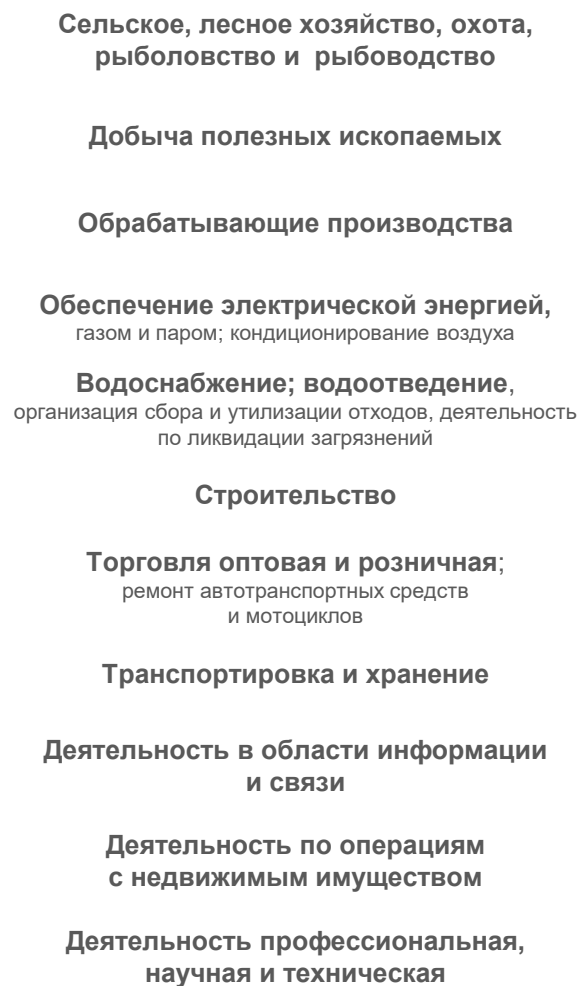 Сельское, лесное хозяйство, охота,
рыболовство и рыбоводство
Добыча полезных ископаемых
Обрабатывающие производства
Обеспечение электрической энергией,
газом и паром; кондиционирование воздуха
Водоснабжение; водоотведение,
организация сбора и утилизации отходов, деятельность
по ликвидации загрязнений
Строительство
Торговля оптовая и розничная;
ремонт автотранспортных средств
и мотоциклов
Транспортировка и хранение
Деятельность в области информации
и связи
Деятельность по операциям
с недвижимым имуществом
Деятельность профессиональная,
научная и техническая